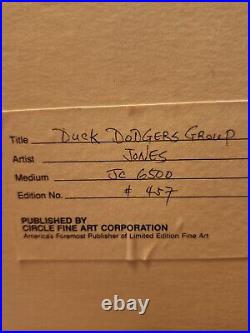 Title Duck Dodgers Group
Artist Jones
Medium JC 6500
Edition No. # 457
PUBLISHED BY
CIRCLE FINE ART CORPORATION
America's Foremost Publisher of Limited Edition Fine Art